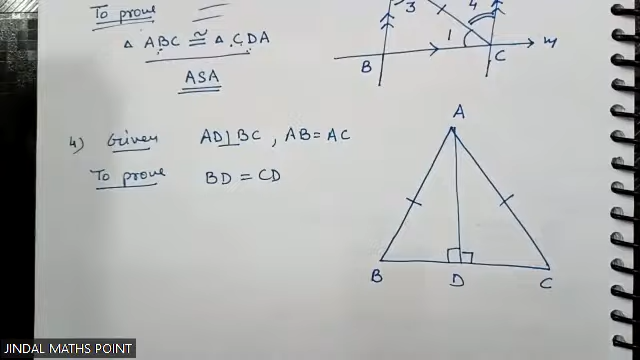 To prove
△ ABC ≅ △ CDA
ASA
3
4
1
B
C
m
4) Given AD⊥BC, AB = AC
To prove BD = CD
A
B
D
C
JINDAL MATHS POINT